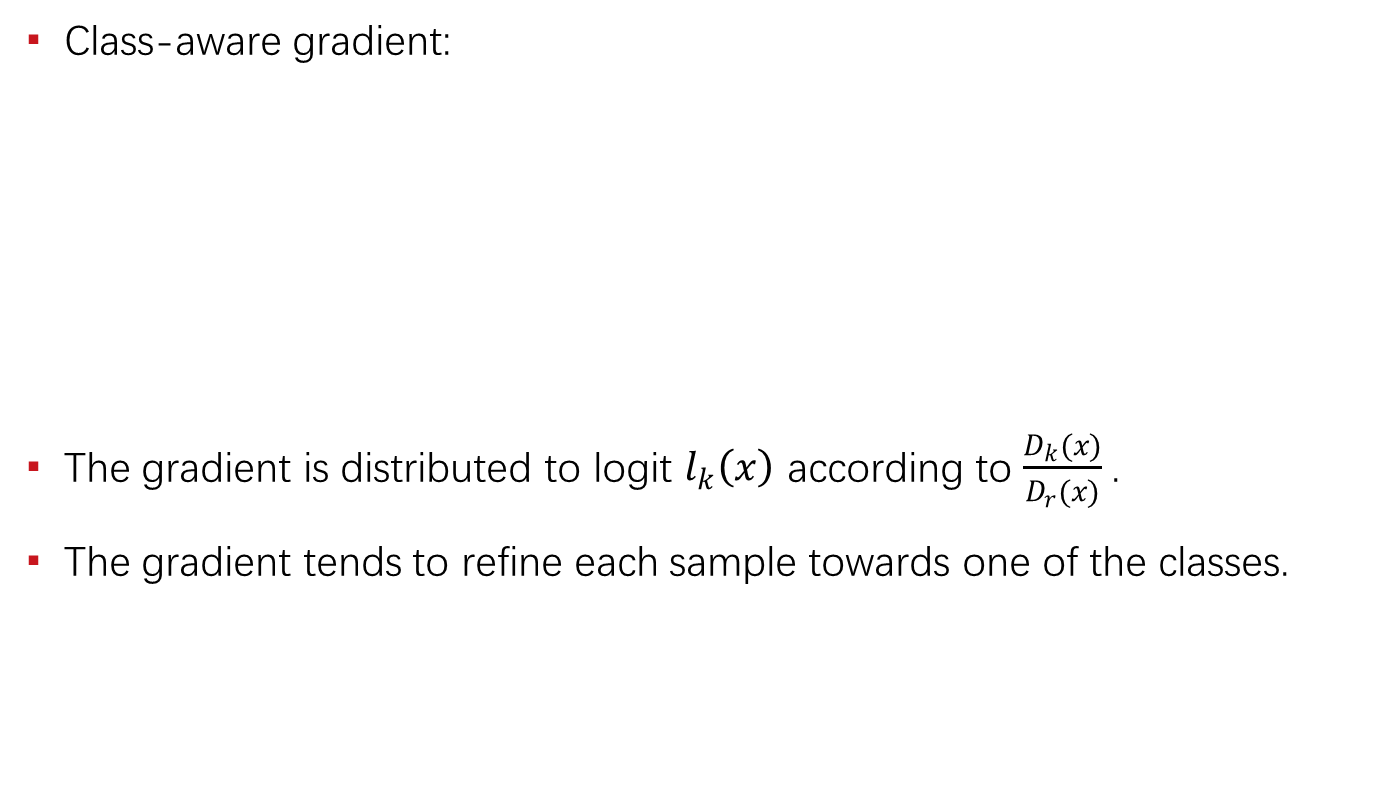 ▪ Class-aware gradient:
▪ The gradient is distributed to logit $l_k(x)$ according to $\frac{D_k(x)}{D_r(x)}$ .
▪ The gradient tends to refine each sample towards one of the classes.